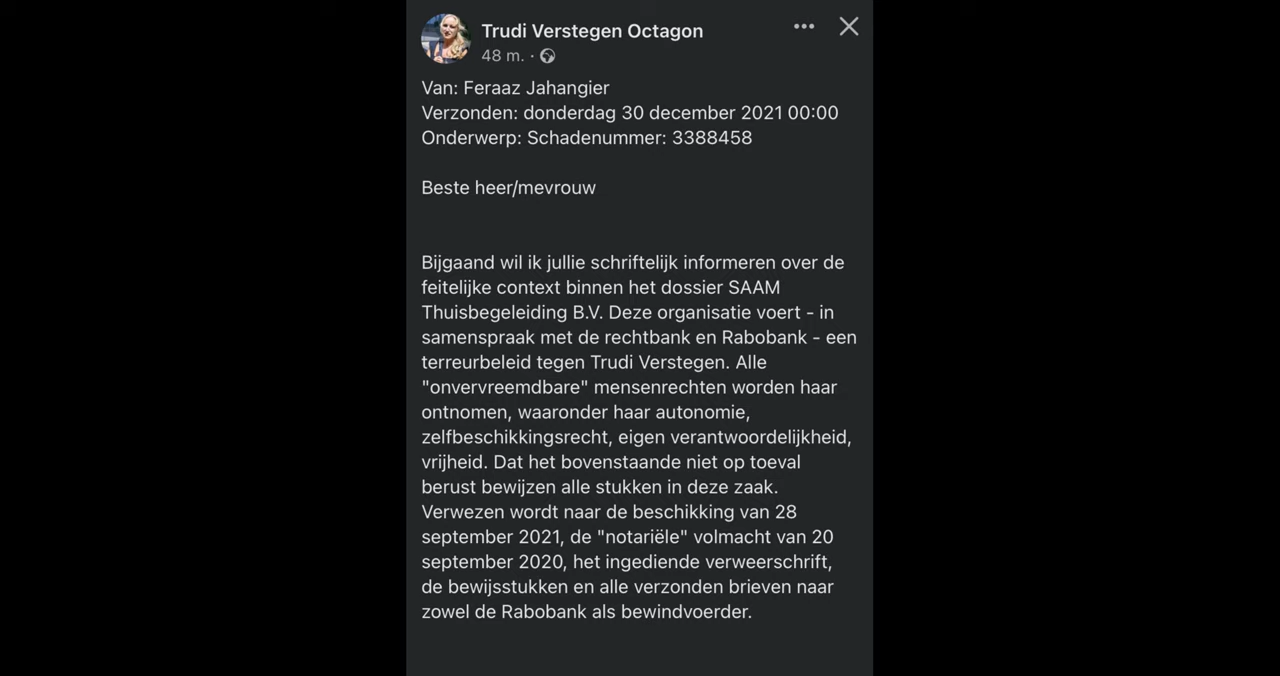 Trudi Verstegen Octagon
48 m. ·
Van: Feraaz Jahangier
Verzonden: donderdag 30 december 2021 00:00
Onderwerp: Schadenummer: 3388458
Beste heer/mevrouw
Bijgaand wil ik jullie schriftelijk informeren over de
feitelijke context binnen het dossier SAAM
Thuisbegeleiding B.V. Deze organisatie voert - in
samenspraak met de rechtbank en Rabobank - een
terreurbeleid tegen Trudi Verstegen. Alle
"onvervreemdbare" mensenrechten worden haar
ontnomen, waaronder haar autonomie,
zelfbeschikkingsrecht, eigen verantwoordelijkheid,
vrijheid. Dat het bovenstaande niet op toeval
berust bewijzen alle stukken in deze zaak.
Verwezen wordt naar de beschikking van 28
september 2021, de "notariële" volmacht van 20
september 2020, het ingediende verweerschrift,
de bewijsstukken en alle verzonden brieven naar
zowel de Rabobank als bewindvoerder.